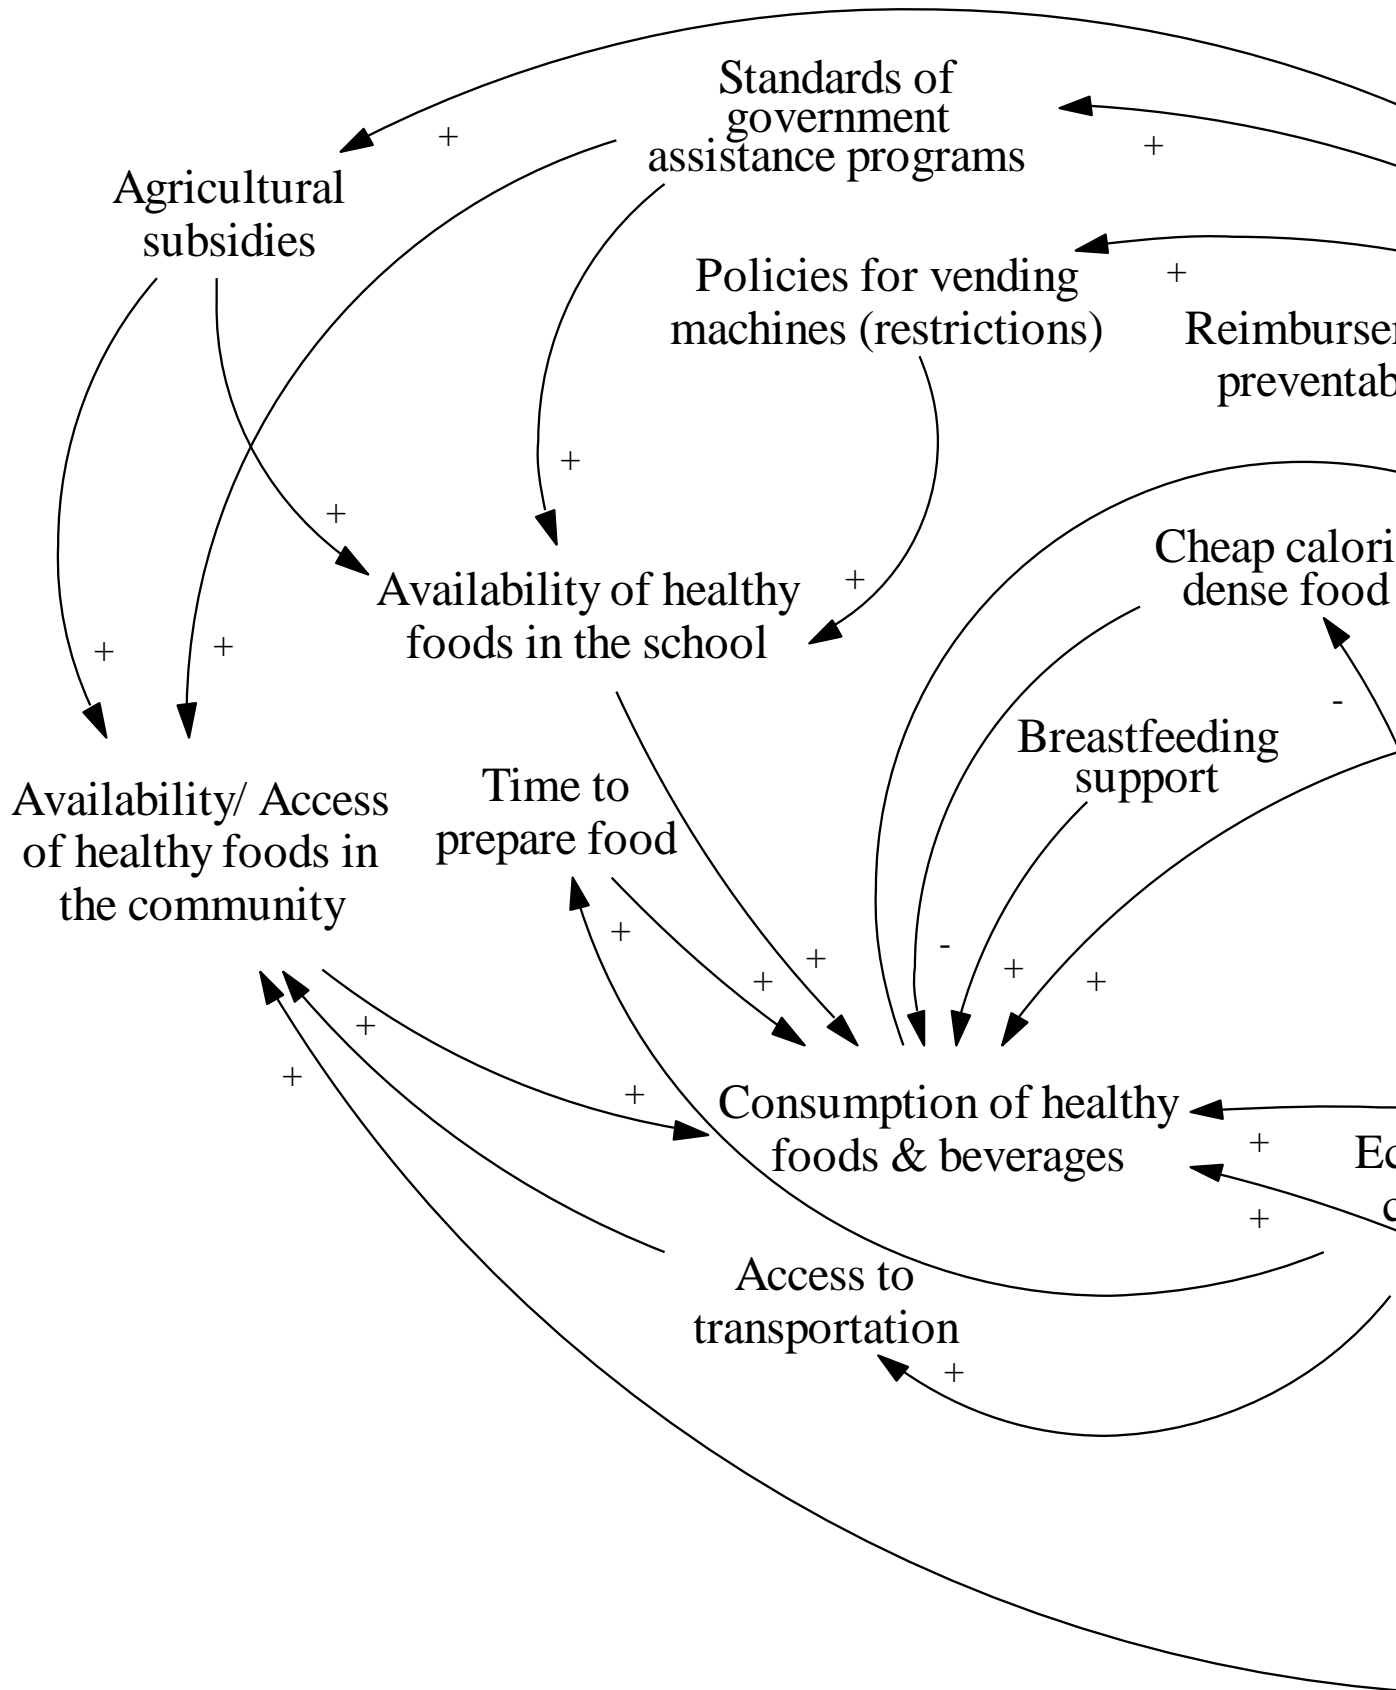 Standards of
government
assistance programs
+
+
Agricultural
subsidies
Policies for vending
machines (restrictions)
+
preventab
+
+
Cheap calori
dense food
+
Availability of healthy
foods in the school
+
+
-
Breastfeeding
support
Time to
prepare food
Availability/ Access
of healthy foods in
the community
+
-
+
+
+
+
+
+
+
Consumption of healthy
foods & beverages
+
+
Access to
transportation
+